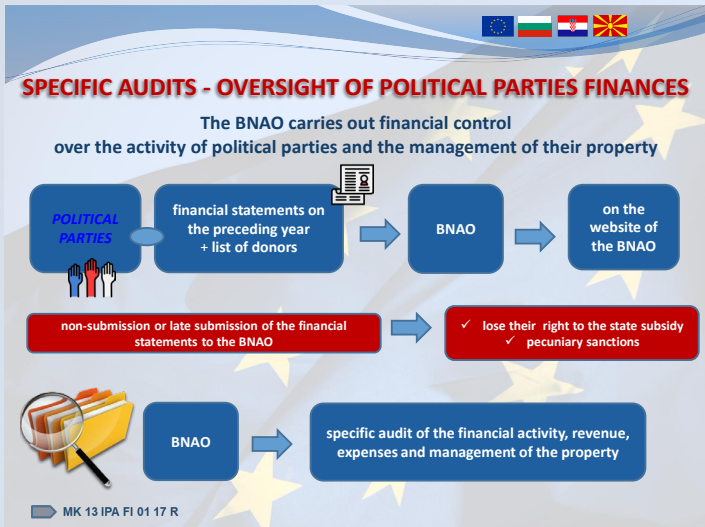 SPECIFIC AUDITS - OVERSIGHT OF POLITICAL PARTIES FINANCES
The BNAO carries out financial control
over the activity of political parties and the management of their property
POLITICAL
PARTIES
financial statements on
the preceding year
+ list of donors
BNAO
on the
website of
the BNAO
non-submission or late submission of the financial
statements to the BNAO
✓ lose their right to the state subsidy
✓ pecuniary sanctions
BNAO
specific audit of the financial activity, revenue,
expenses and management of the property
MK 13 IPA FI 01 17 R